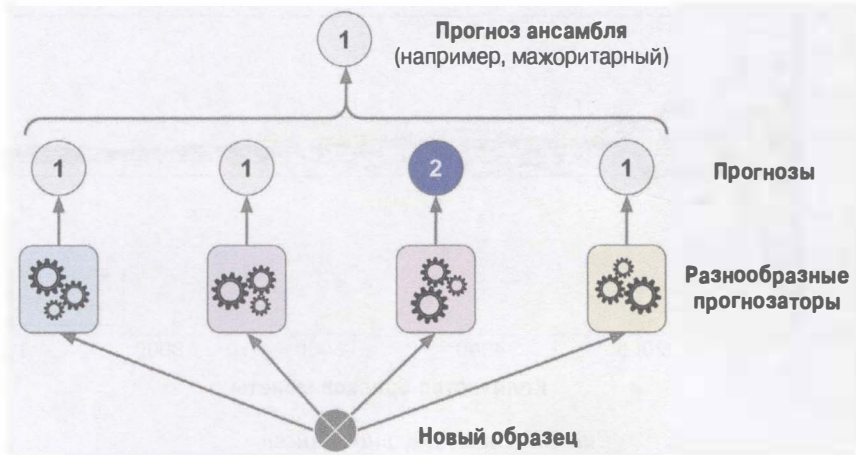 1
Прогноз ансамбля
(например, мажоритарный)
1 1 2 1
Прогнозы
Разнообразные
прогнозаторы
Новый образец